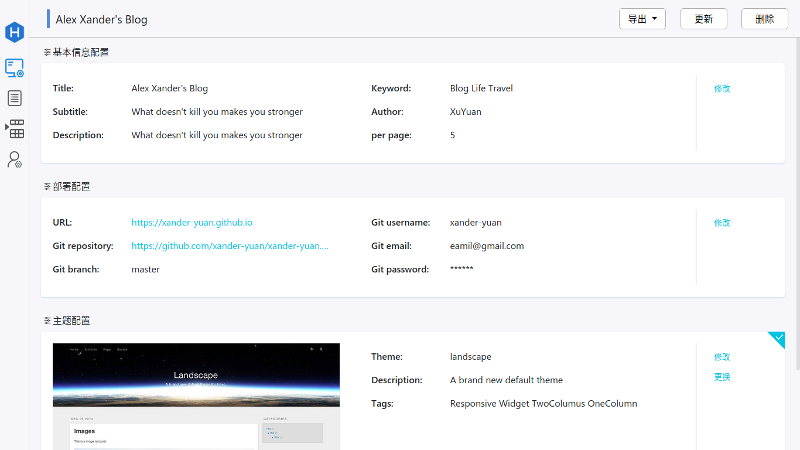 Alex Xander's Blog
导出
更新
删除
基本信息配置
Title: Alex Xander's Blog Keyword: Blog Life Travel 修改
Subtitle: What doesn't kill you makes you stronger Author: XuYuan
Description: What doesn't kill you makes you stronger per page: 5
部署配置
URL: https://xander-yuan.github.io Git username: xander-yuan 修改
Git repository: https://github.com/xander-yuan/xander-yuan.... Git email: eamil@gmail.com
Git branch: master Git password: ******
主题配置
Theme: landscape 修改
Description: A brand new default theme 更换
Tags: Responsive Widget TwoColumus OneColumn
Landscape
Images